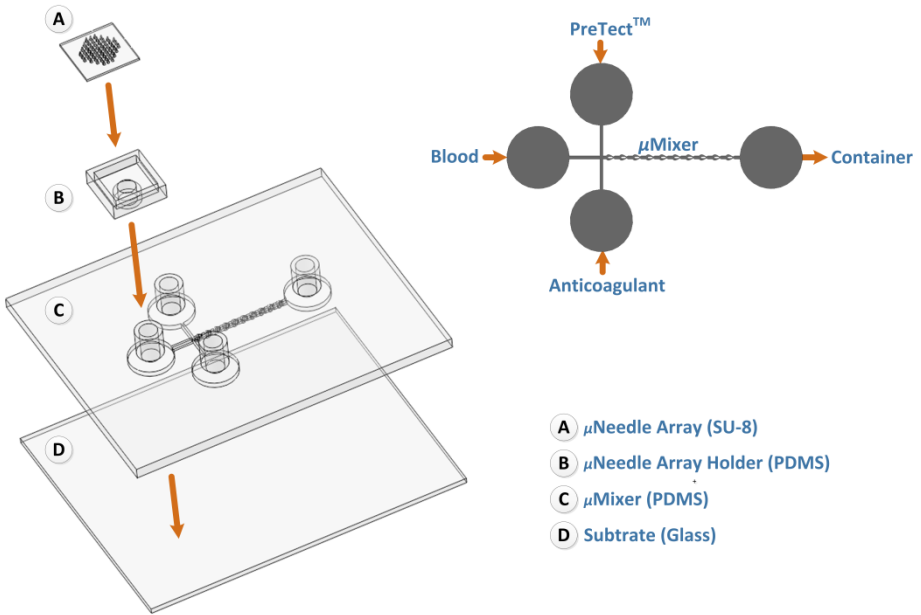 A
B
C
D
PreTect™
Blood
μMixer
Container
Anticoagulant
A μNeedle Array (SU-8)
B μNeedle Array Holder (PDMS)
C μMixer (PDMS)
D Subtrate (Glass)